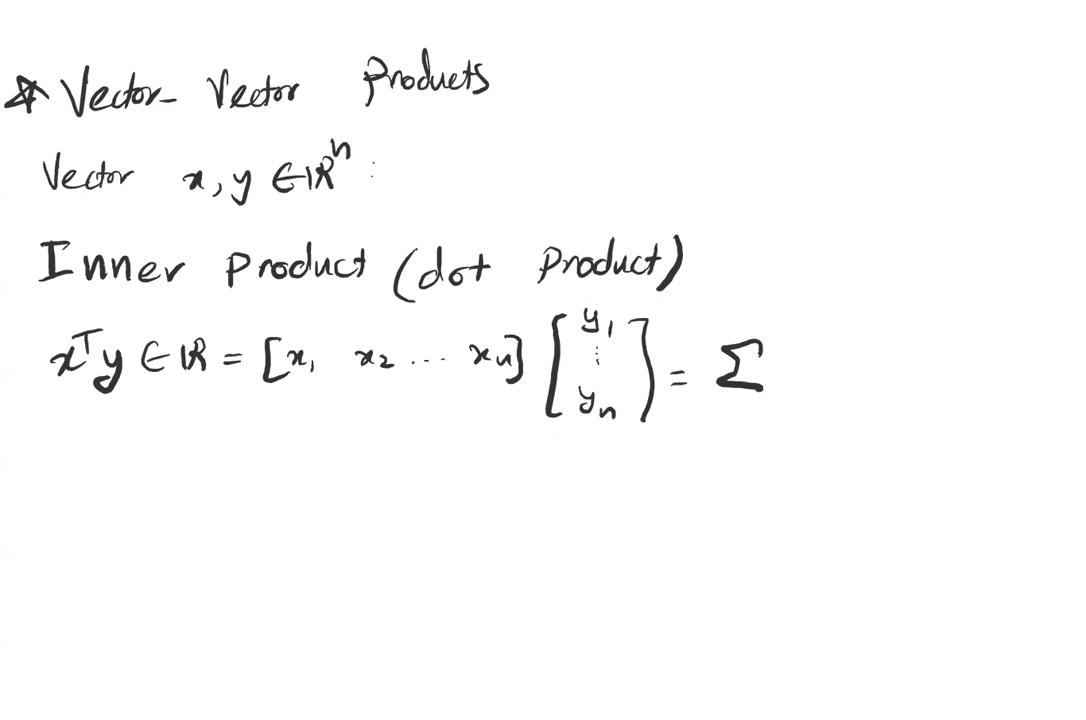 ☆ Vector-Vector Products
Vector x, y ∈ ℝⁿ :
Inner Product (dot Product)
xᵀy ∈ ℝ = [x₁ x₂ ... xₙ] [y₁ ⋮ yₙ] = Σ